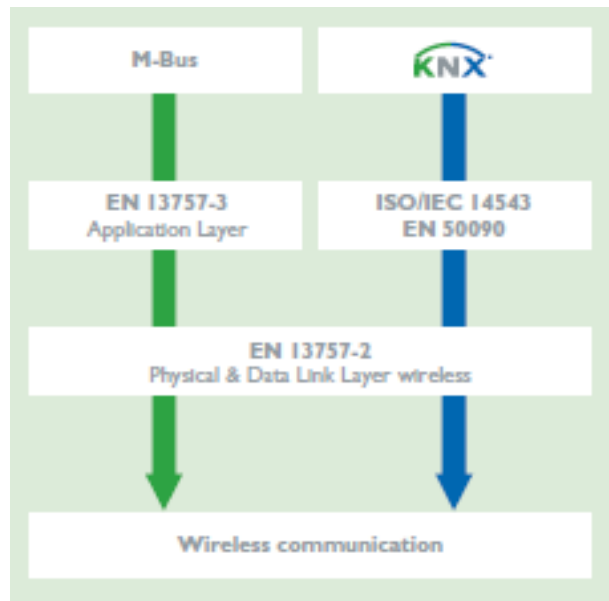 M-Bus
KNX
EN 13757-3
Application Layer
ISO/IEC 14543
EN 50090
EN 13757-2
Physical & Data Link Layer wireless
Wireless communication